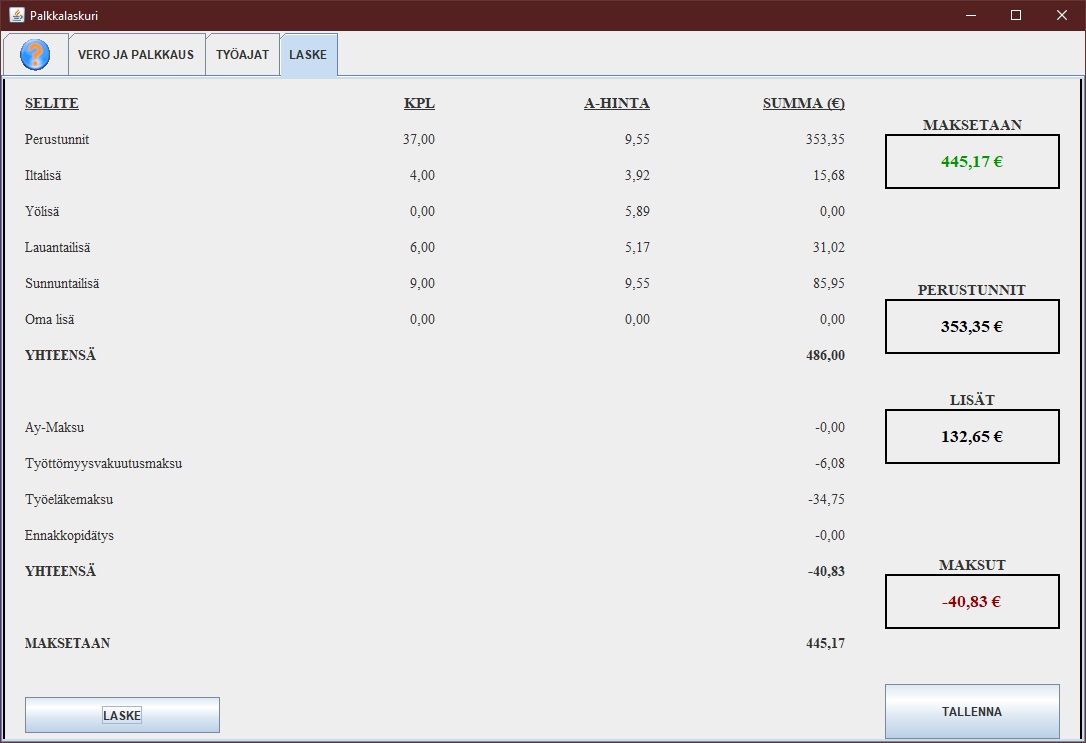 Palkkalaskuri
VERO JA PALKKAUS TYÖAJAT LASKE
SELITE KPL A-HINTA SUMMA (€)
Perustunnit 37,00 9,55 353,35
Iltalisä 4,00 3,92 15,68
Yölisä 0,00 5,89 0,00
Lauantailisä 6,00 5,17 31,02
Sunnuntailisä 9,00 9,55 85,95
Oma lisä 0,00 0,00 0,00
YHTEENSÄ 486,00
Ay-Maksu -0,00
Työttömyysvakuutusmaksu -6,08
Työeläkemaksu -34,75
Ennakkopidätys -0,00
YHTEENSÄ -40,83
MAKSETAAN 445,17
LASKE
MAKSETAAN
445,17 €
PERUSTUNNIT
353,35 €
LISÄT
132,65 €
MAKSUT
-40,83 €
TALLENNA